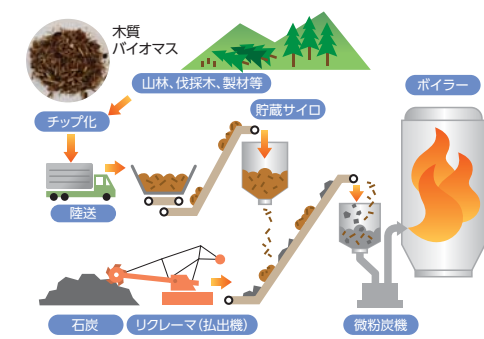 木質
バイオマス
山林、伐採木、製材等
ボイラー
チップ化
貯蔵サイロ
陸送
石炭
リクレーマ(払出機)
微粉炭機